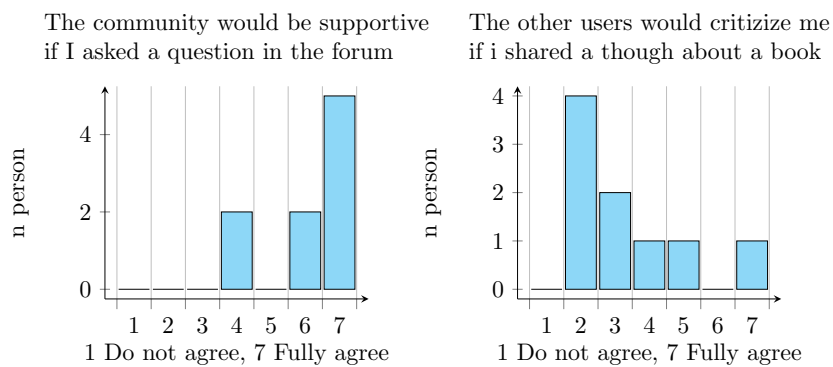 The community would be supportive
if I asked a question in the forum
n person
4
2
0
1 2 3 4 5 6 7
1 Do not agree, 7 Fully agree
The other users would critizize me
if i shared a though about a book
n person
4
3
2
1
0
1 2 3 4 5 6 7
1 Do not agree, 7 Fully agree